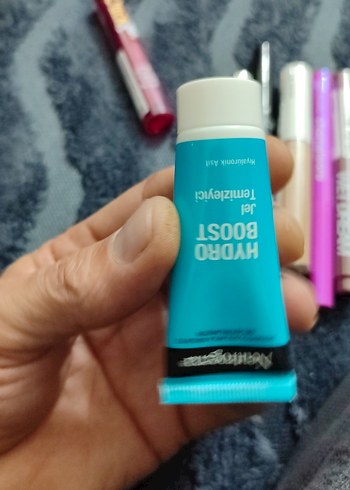 Neutrogena
HYDRO
BOOST
Jel
Temizleyici
Hyaluronik Asit